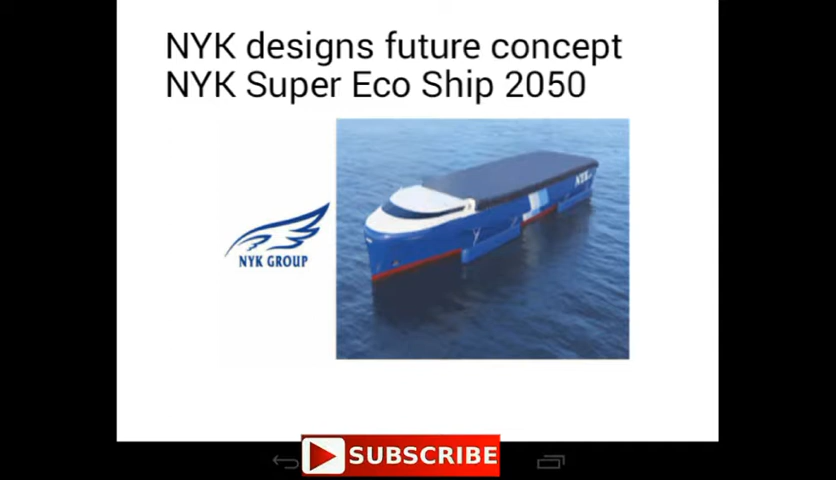 NYK designs future concept
NYK Super Eco Ship 2050
NYK
NYK GROUP
SUBSCRIBE